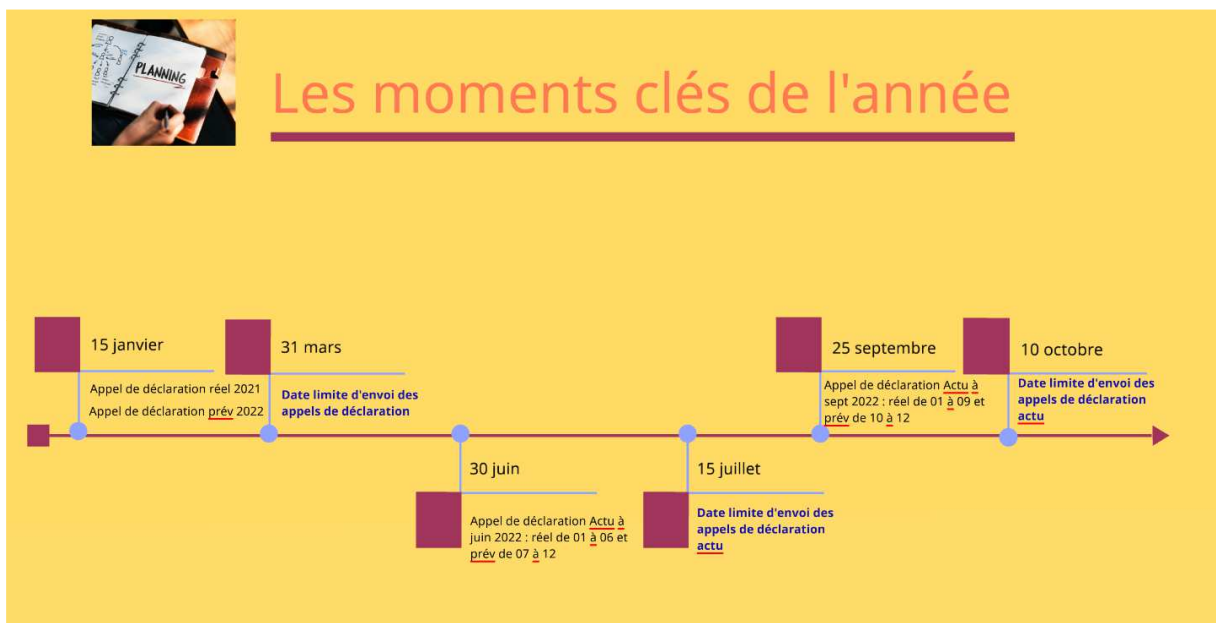 PLANNING
Les moments clés de l'année
15 janvier
Appel de déclaration réel 2021
Appel de déclaration prév 2022
31 mars
Date limite d'envoi des
appels de déclaration
30 juin
Appel de déclaration Actu à
juin 2022 : réel de 01 à 06 et
prév de 07 à 12
15 juillet
Date limite d'envoi des
appels de déclaration
actu
25 septembre
Appel de déclaration Actu à
sept 2022 : réel de 01 à 09 et
prév de 10 à 12
10 octobre
Date limite d'envoi des
appels de déclaration
actu